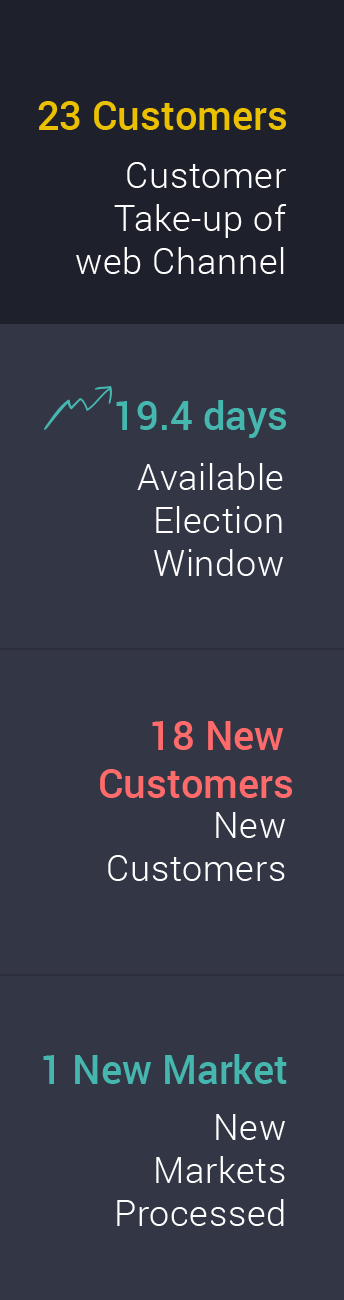 23 Customers
Customer
Take-up of
web Channel
19.4 days
Available
Election
Window
18 New
Customers
New
Customers
1 New Market
New
Markets
Processed